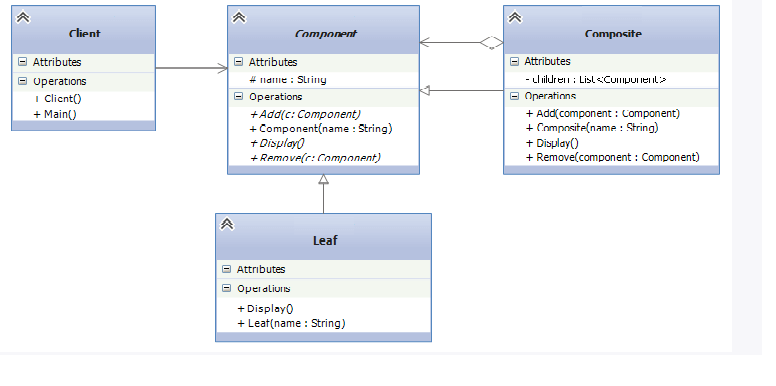 Client
Attributes
Operations
+ Client()
+ Main()
Component
Attributes
# name : String
Operations
+ Add(c: Component)
+ Component(name : String)
+ Display()
+ Remove(c: Component)
Composite
Attributes
- children : List<Component>
Operations
+ Add(component : Component)
+ Composite(name : String)
+ Display()
+ Remove(component : Component)
Leaf
Attributes
Operations
+ Display()
+ Leaf(name : String)